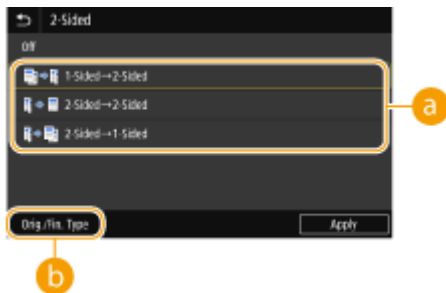 2-Sided
Off
1-Sided→2-Sided
2-Sided→2-Sided
2-Sided→1-Sided
a
Orig./Fin. Type
Apply
b